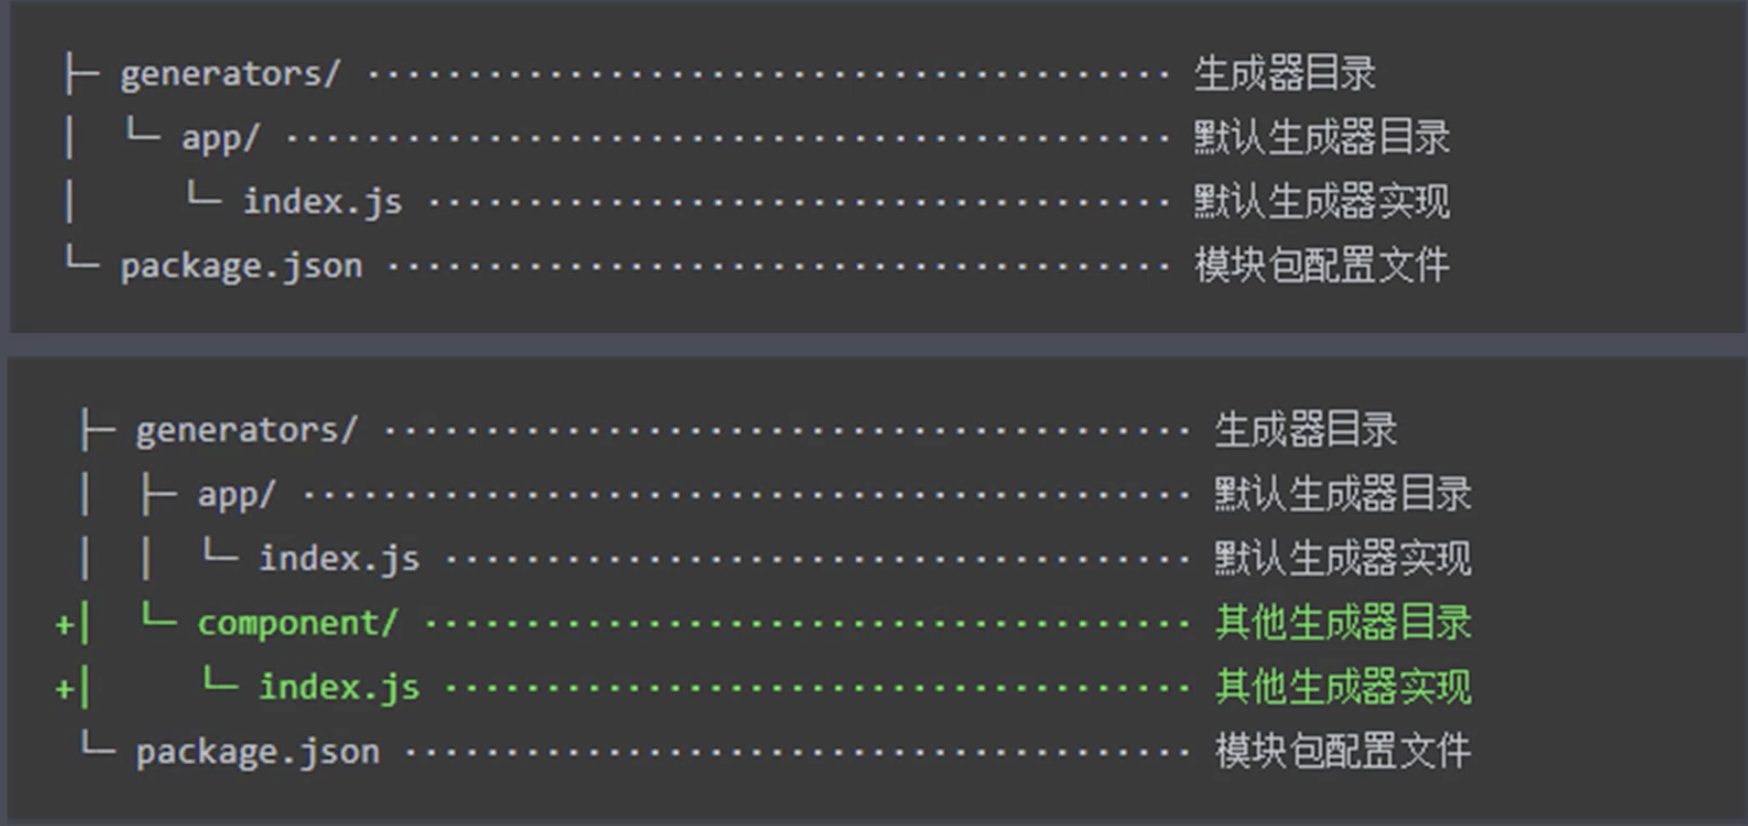 ├─ generators/ ········································ 生成器目录
│  └─ app/ ············································ 默认生成器目录
│     └─ index.js ····································· 默认生成器实现
└─ package.json ······································· 模块包配置文件
├─ generators/ ········································ 生成器目录
│  ├─ app/ ············································ 默认生成器目录
│  │  └─ index.js ····································· 默认生成器实现
+│  └─ component/ ······································ 其他生成器目录
+│     └─ index.js ····································· 其他生成器实现
└─ package.json ······································· 模块包配置文件